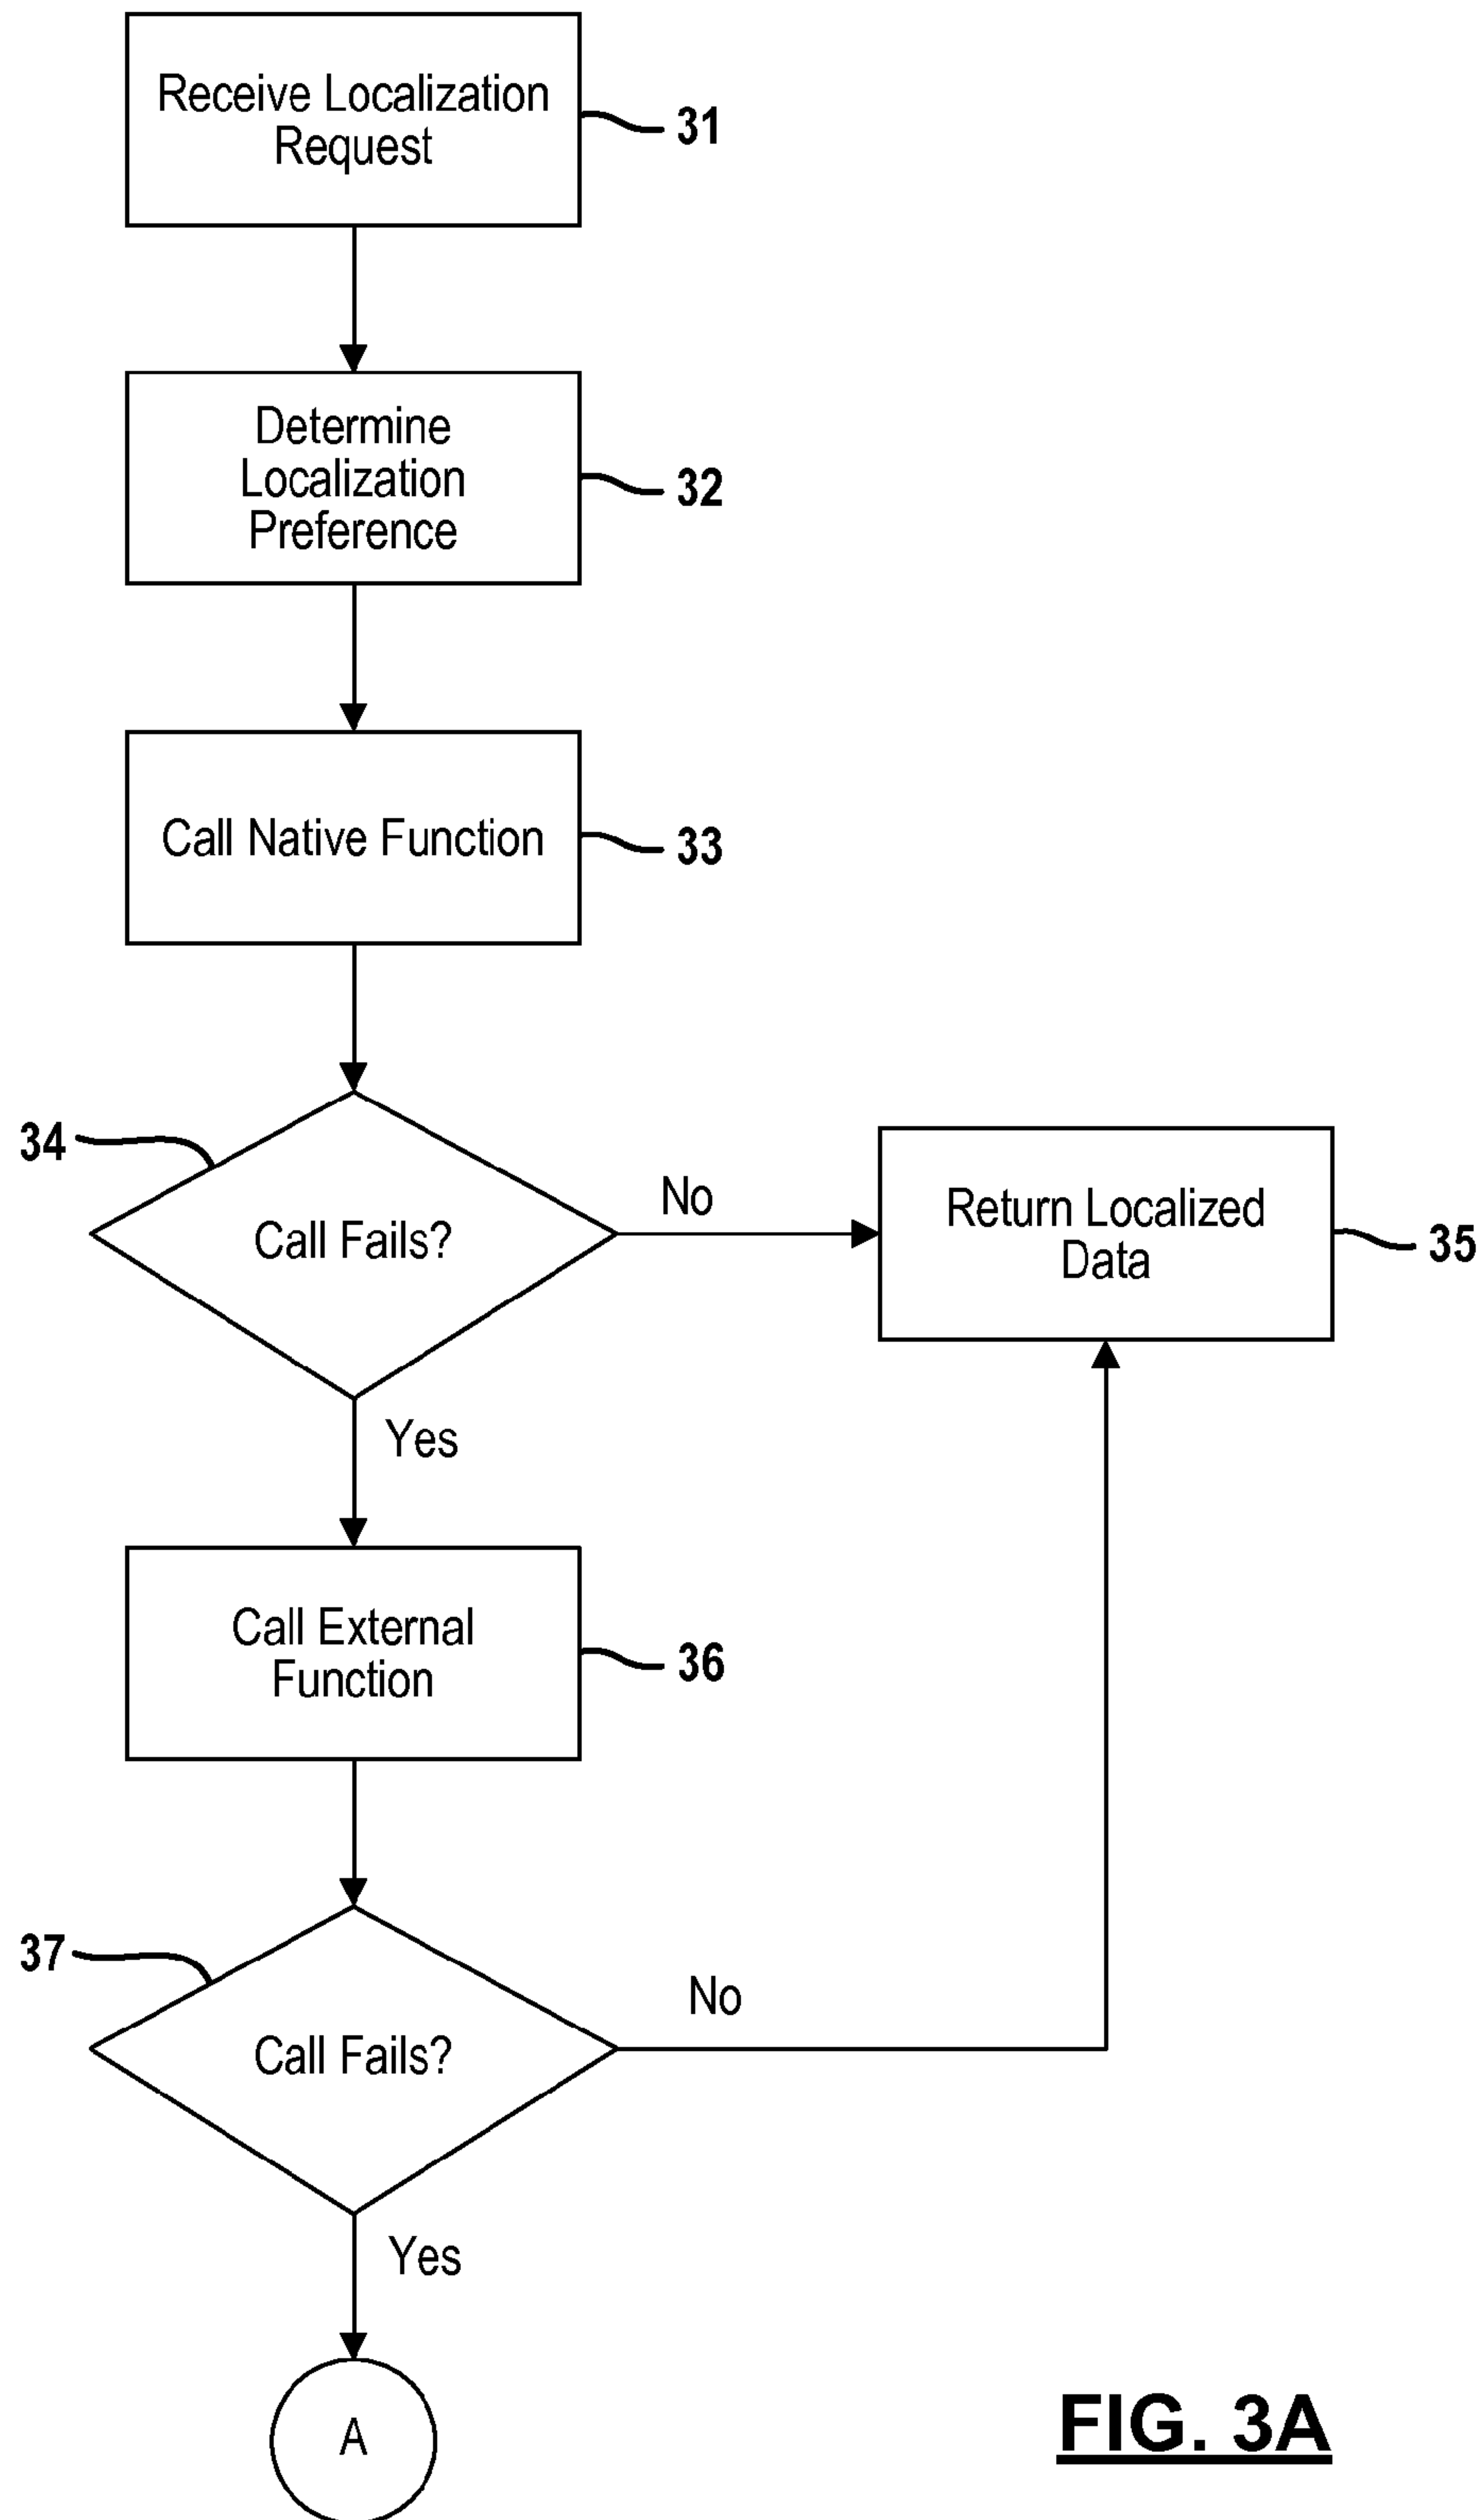 Receive Localization
Request
31
Determine
Localization
Preference
32
Call Native Function
33
34
Call Fails?
No
Return Localized
Data
35
Yes
Call External
Function
36
37
Call Fails?
No
Yes
A
FIG. 3A